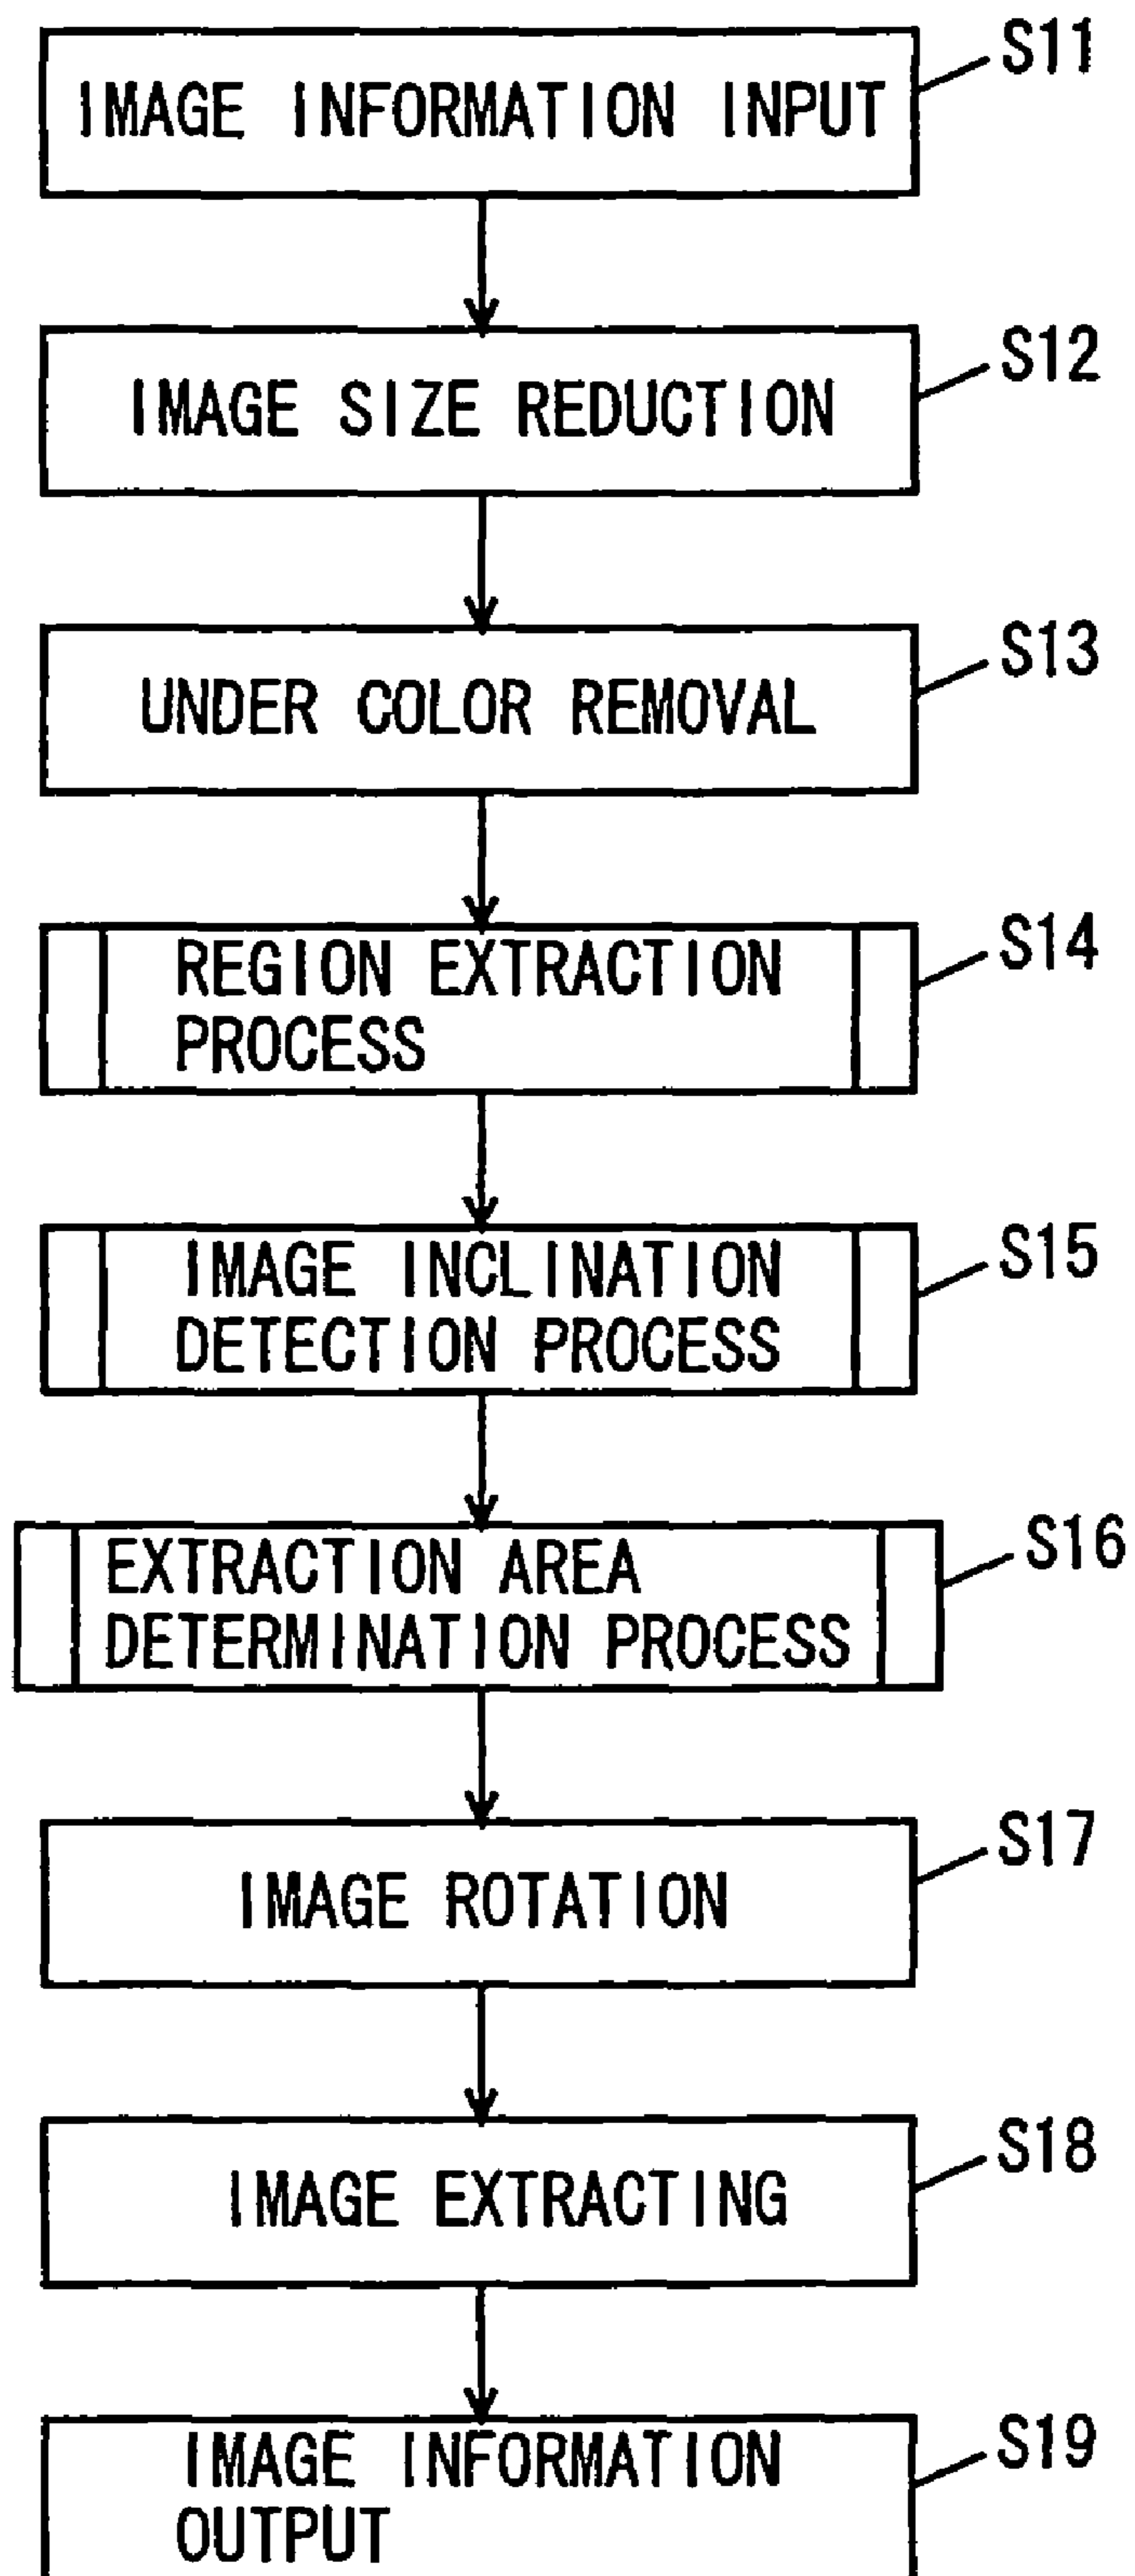 S11
IMAGE INFORMATION INPUT
S12
IMAGE SIZE REDUCTION
S13
UNDER COLOR REMOVAL
S14
REGION EXTRACTION
PROCESS
S15
IMAGE INCLINATION
DETECTION PROCESS
S16
EXTRACTION AREA
DETERMINATION PROCESS
S17
IMAGE ROTATION
S18
IMAGE EXTRACTING
S19
IMAGE INFORMATION
OUTPUT